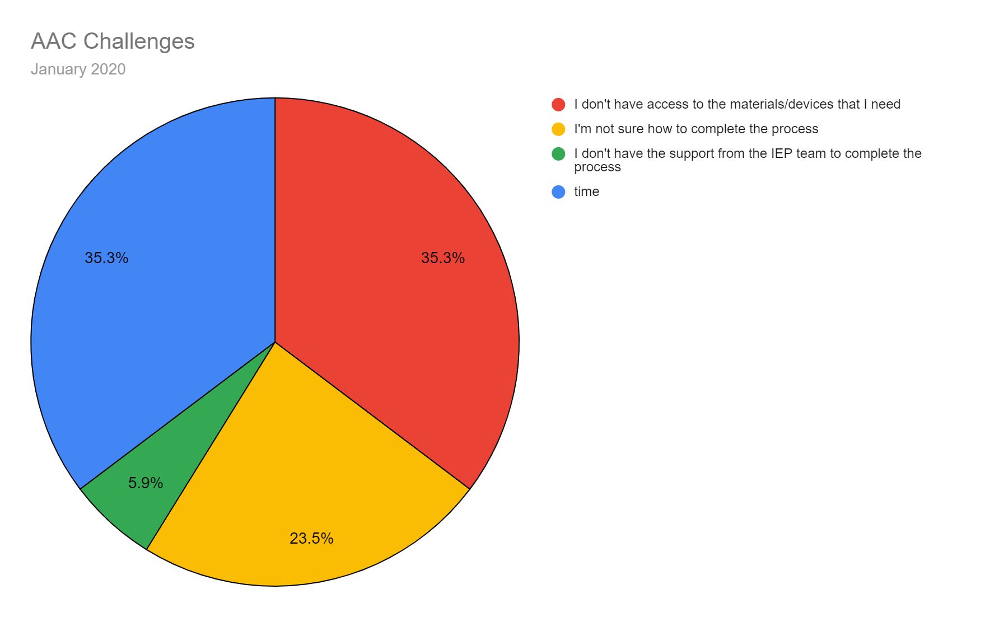 AAC Challenges
January 2020
I don't have access to the materials/devices that I need
I'm not sure how to complete the process
I don't have the support from the IEP team to complete the
process
time
35.3%
35.3%
5.9%
23.5%